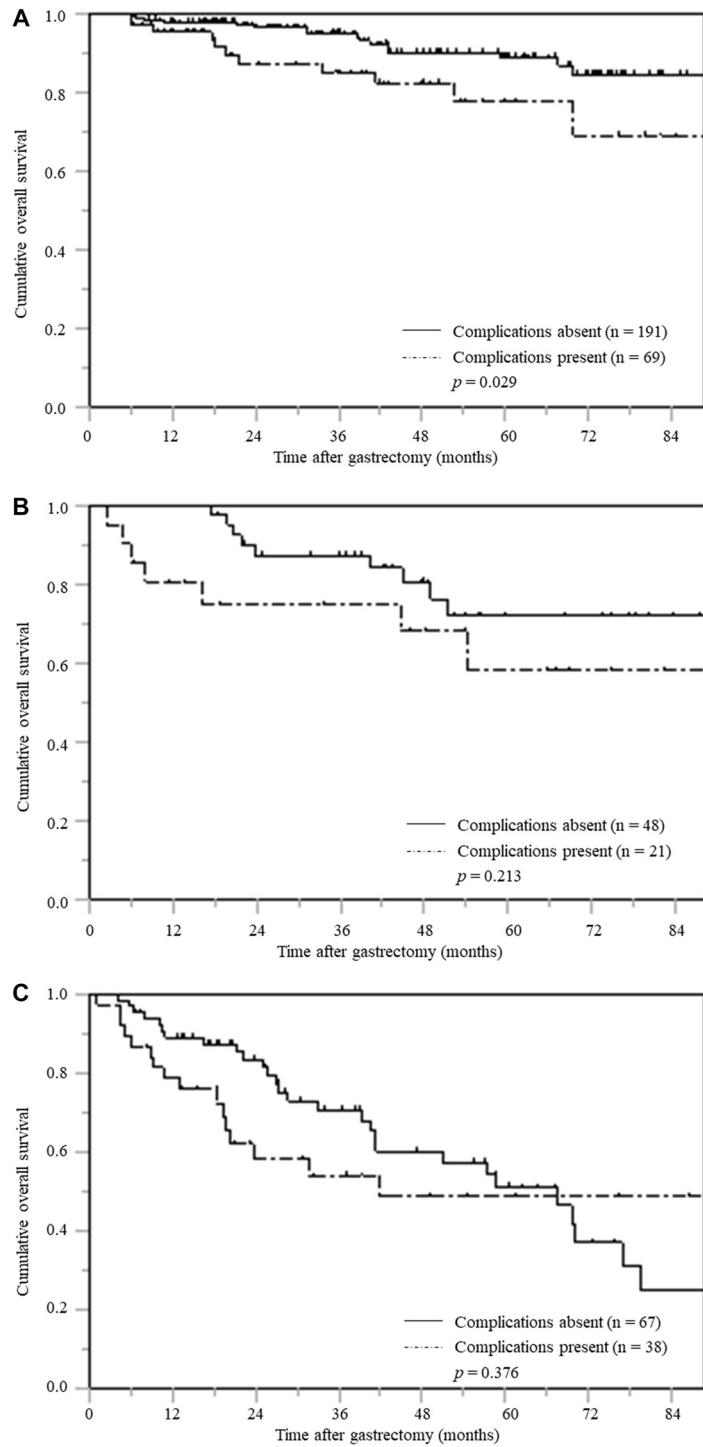 A
1.0
0.8
0.6
0.4
0.2
0.0
Cumulative overall survival
Complications absent (n = 191)
Complications present (n = 69)
p = 0.029
0 12 24 36 48 60 72 84
Time after gastrectomy (months)
B
1.0
0.8
0.6
0.4
0.2
0.0
Cumulative overall survival
Complications absent (n = 48)
Complications present (n = 21)
p = 0.213
0 12 24 36 48 60 72 84
Time after gastrectomy (months)
C
1.0
0.8
0.6
0.4
0.2
0.0
Cumulative overall survival
Complications absent (n = 67)
Complications present (n = 38)
p = 0.376
0 12 24 36 48 60 72 84
Time after gastrectomy (months)